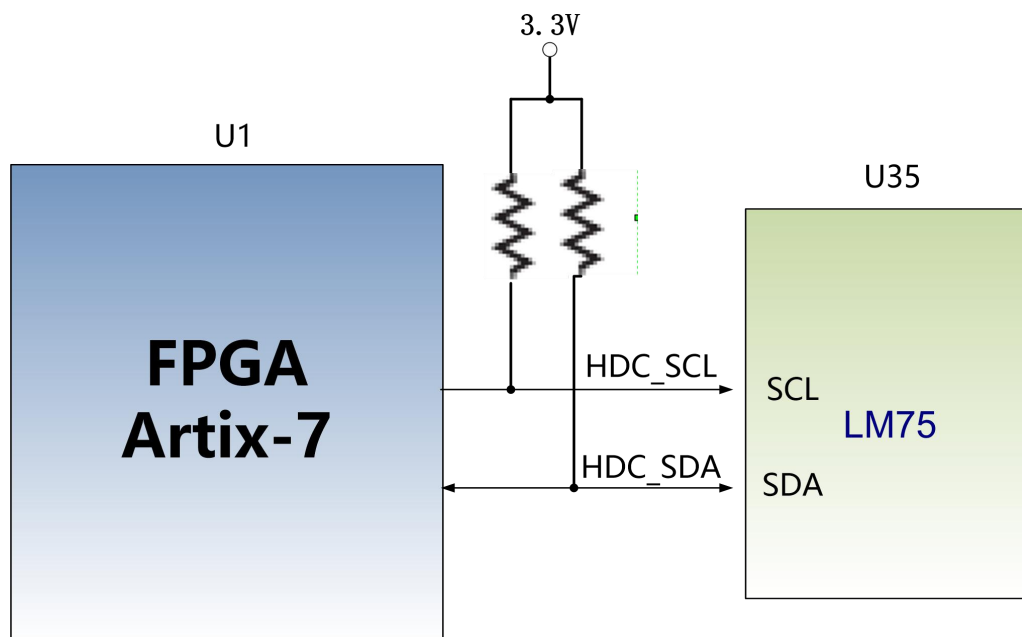 3.3V
U1
U35
FPGA
Artix-7
HDC_SCL
SCL
LM75
HDC_SDA
SDA